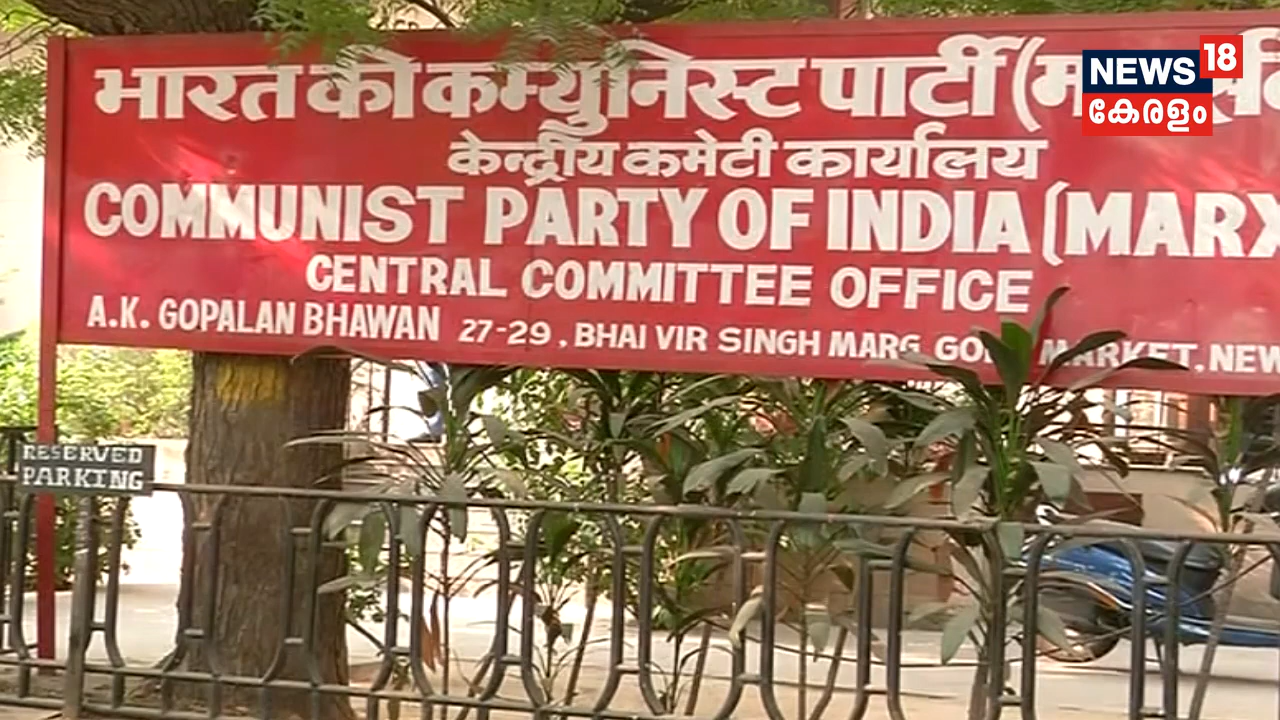 भारत की कम्युनिस्ट पार्टी (
केन्द्रीय कमेटी कार्यालय
COMMUNIST PARTY OF INDIA (MARX
CENTRAL COMMITTEE OFFICE
A.K. GOPALAN BHAWAN 27-29, BHAI VIR SINGH MARG, MARKET, NEW
NEWS 18
കേരളം
RESERVED
PARKING